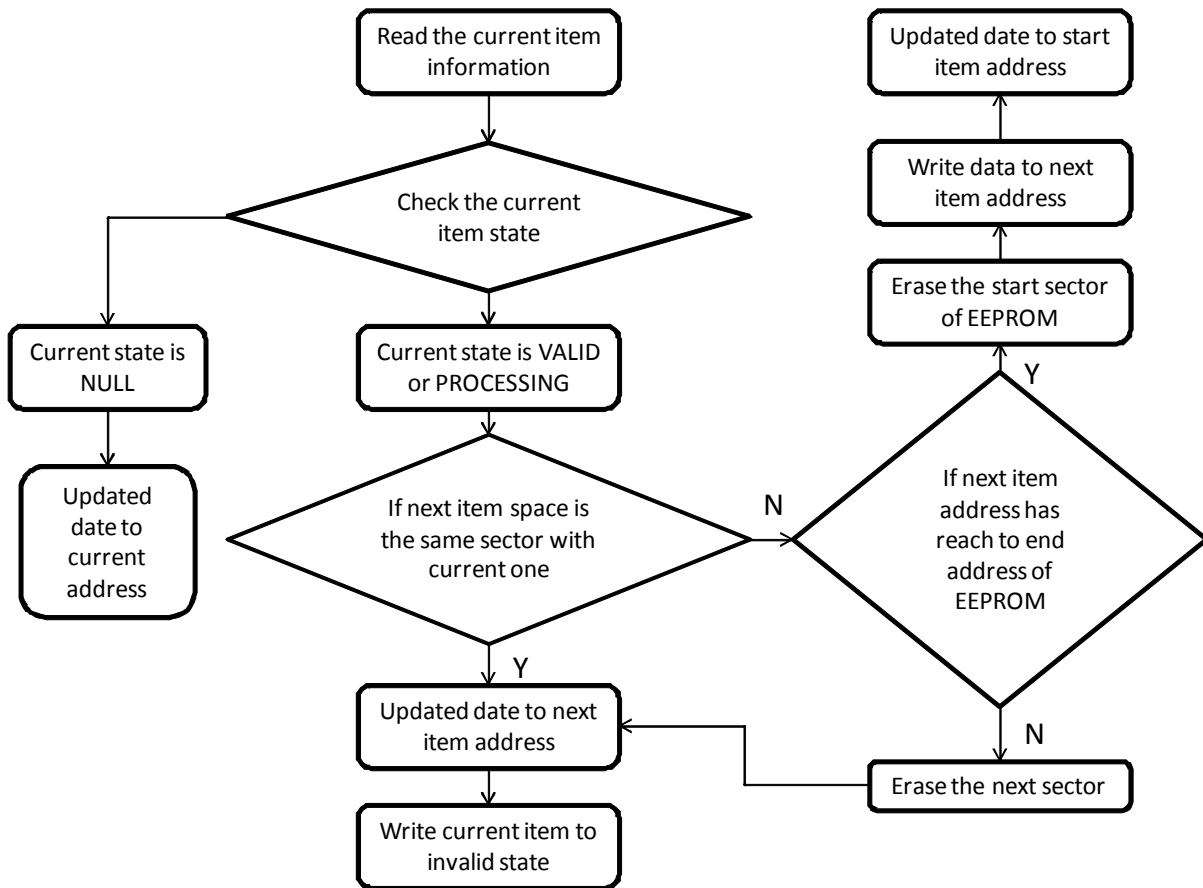 Read the current item
information
Check the current
item state
Current state is
NULL
Updated
date to
current
address
Current state is VALID
or PROCESSING
If next item space is
the same sector with
current one
N
Y
Updated date to next
item address
Write current item to
invalid state
Updated date to start
item address
Write data to next
item address
Erase the start sector
of EEPROM
Y
If next item
address has
reach to end
address of
EEPROM
N
Erase the next sector